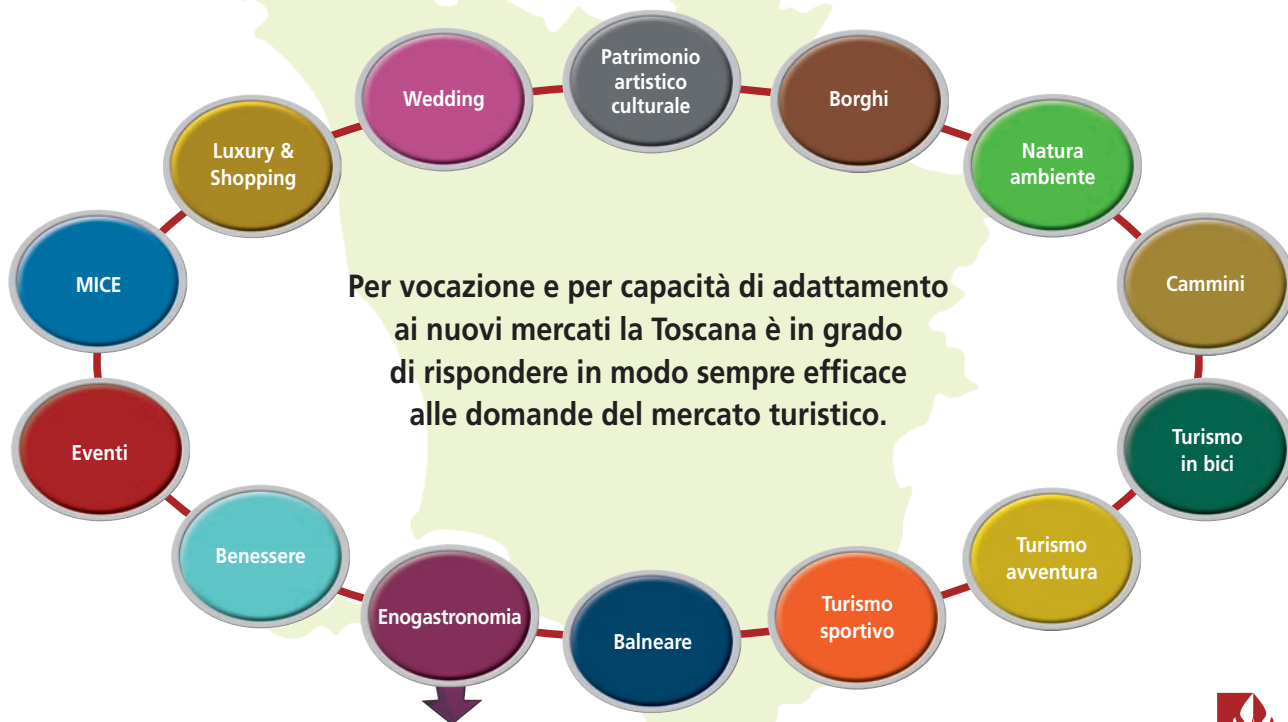 Wedding
Patrimonio
artistico
culturale
Borghi
Luxury &
Shopping
Natura
ambiente
MICE
Cammini
Per vocazione e per capacità di adattamento
ai nuovi mercati la Toscana è in grado
di rispondere in modo sempre efficace
alle domande del mercato turistico.
Eventi
Turismo
in bici
Benessere
Turismo
avventura
Enogastronomia
Balneare
Turismo
sportivo